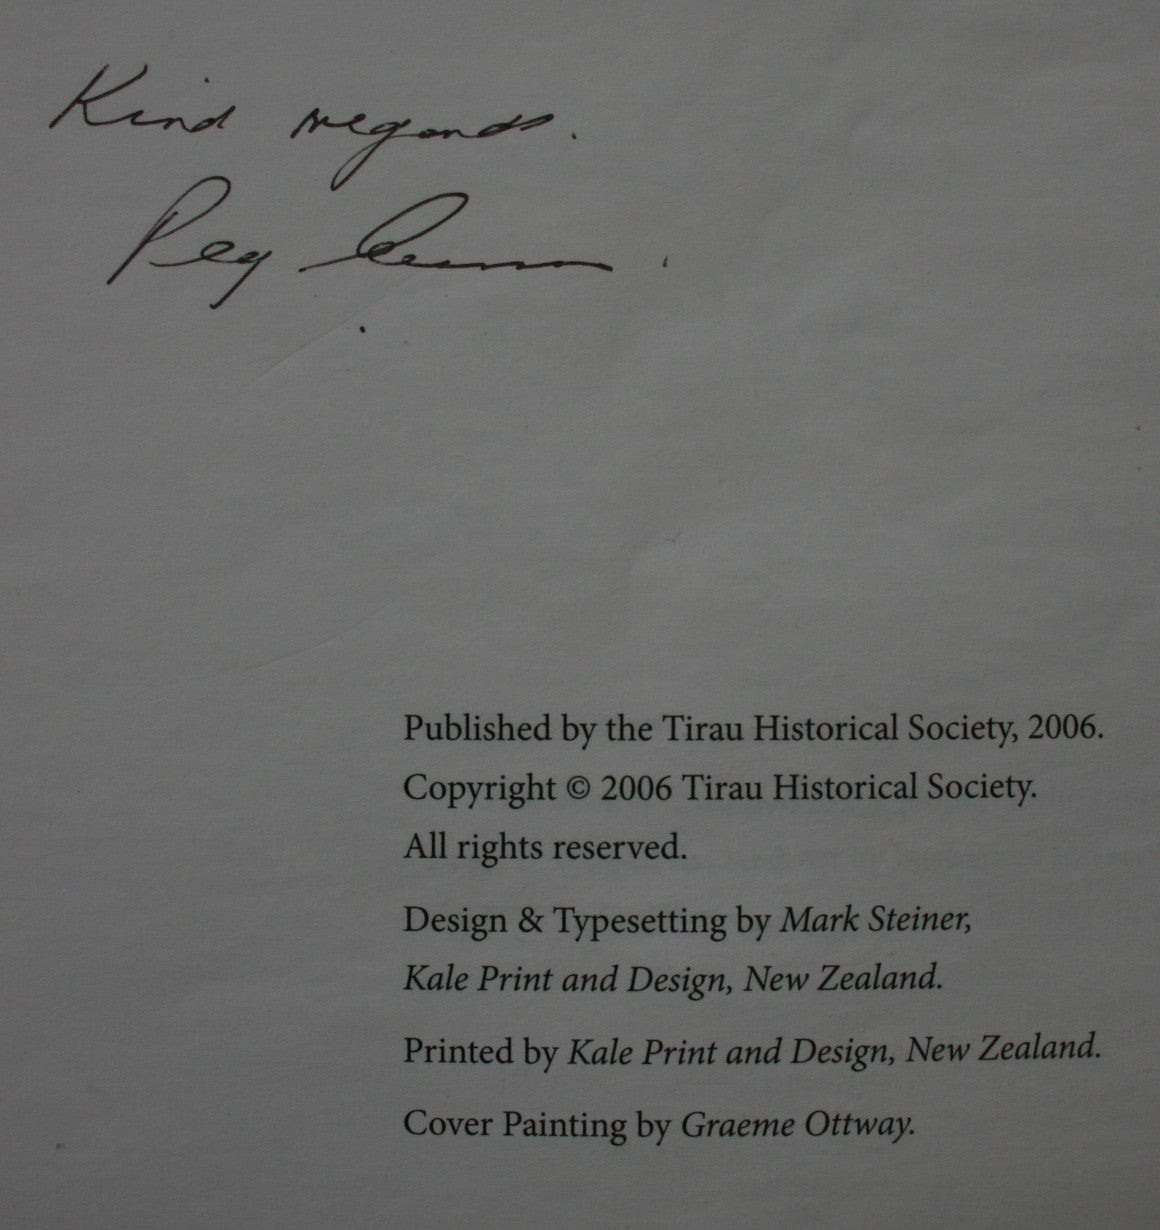 Kind regards.
Peg
Published by the Tirau Historical Society, 2006.
Copyright © 2006 Tirau Historical Society.
All rights reserved.
Design & Typesetting by Mark Steiner,
Kale Print and Design, New Zealand.
Printed by Kale Print and Design, New Zealand.
Cover Painting by Graeme Ottway.